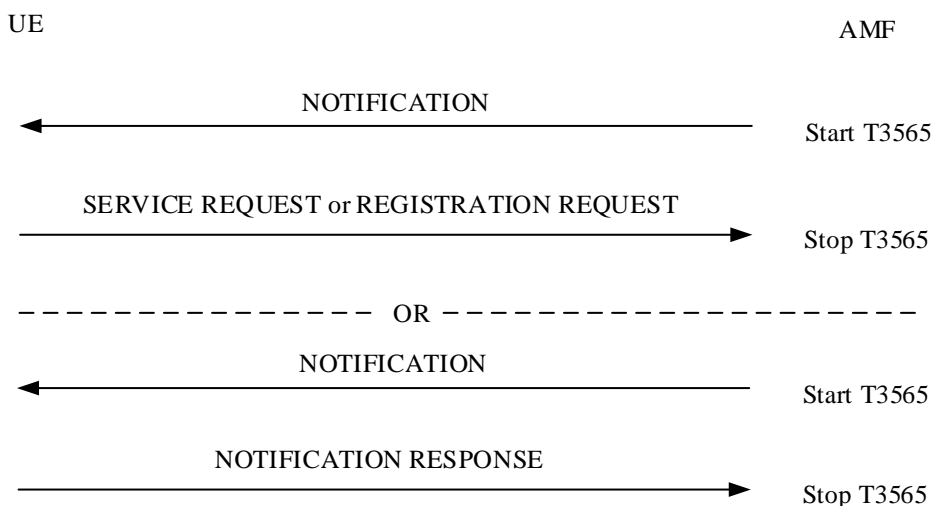 UE
AMF
NOTIFICATION
Start T3565
SERVICE REQUEST or REGISTRATION REQUEST
Stop T3565
OR
NOTIFICATION
Start T3565
NOTIFICATION RESPONSE
Stop T3565